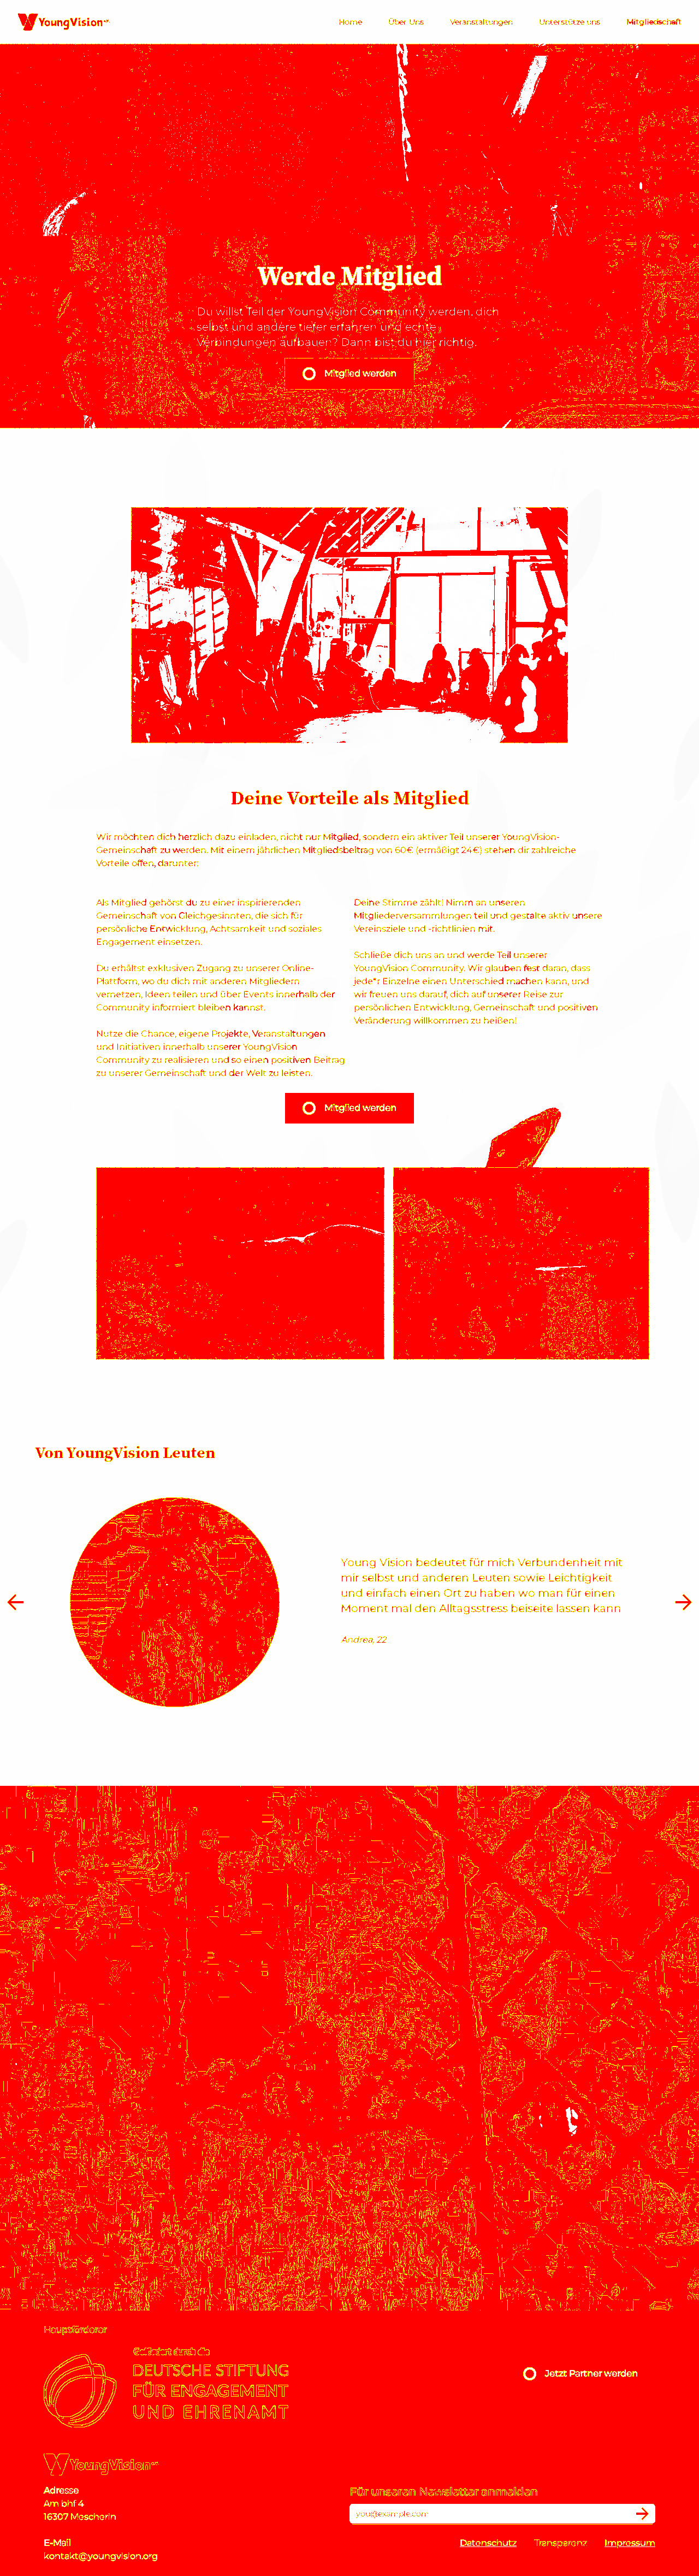 YoungVision
Home Über Uns Veranstaltungen Unterstütze uns Mitgliedschaft
Werde Mitglied
Du willst Teil der YoungVision Community werden, dich
selbst und andere tiefer erfahren und echte
Verbindungen aufbauen? Dann bist du hier richtig.
Mitglied werden
Deine Vorteile als Mitglied
Wir möchten dich herzlich dazu einladen, nicht nur Mitglied, sondern ein aktiver Teil unserer YoungVision-
Gemeinschaft zu werden. Mit einem jährlichen Mitgliedsbeitrag von 60€ (ermäßigt 24€) stehen dir zahlreiche
Vorteile offen, darunter:
Als Mitglied gehörst du zu einer inspirierenden
Gemeinschaft von Gleichgesinnten, die sich für
persönliche Entwicklung, Achtsamkeit und soziales
Engagement einsetzen.
Du erhältst exklusiven Zugang zu unserer Online-
Plattform, wo du dich mit anderen Mitgliedern
vernetzen, Ideen teilen und über Events innerhalb der
Community informiert bleiben kannst.
Nutze die Chance, eigene Projekte, Veranstaltungen
und Initiativen innerhalb unserer YoungVision
Community zu realisieren und so einen positiven Beitrag
zu unserer Gemeinschaft und der Welt zu leisten.
Deine Stimme zählt! Nimm an unseren
Mitgliederversammlungen teil und gestalte aktiv unsere
Vereinsziele und -richtlinien mit.
Schließe dich uns an und werde Teil unserer
YoungVision Community. Wir glauben fest daran, dass
jede*r Einzelne einen Unterschied machen kann, und
wir freuen uns darauf, dich auf unserer Reise zur
persönlichen Entwicklung, Gemeinschaft und positiven
Veränderung willkommen zu heißen!
Mitglied werden
Von YoungVision Leuten
Young Vision bedeutet für mich Verbundenheit mit
mir selbst und anderen Leuten sowie Leichtigkeit
und einfach einen Ort zu haben wo man für einen
Moment mal den Alltagsstress beiseite lassen kann
Andrea, 22
Hauptförderer
Gefördert durch die
DEUTSCHE STIFTUNG
FÜR ENGAGEMENT
UND EHRENAMT
Jetzt Partner werden
YoungVision
Adresse
Am bhf 4
16307 Mescherin
E-Mail
kontakt@youngvision.org
Für unseren Newsletter anmelden
you@example.com
Datenschutz Transparenz Impressum